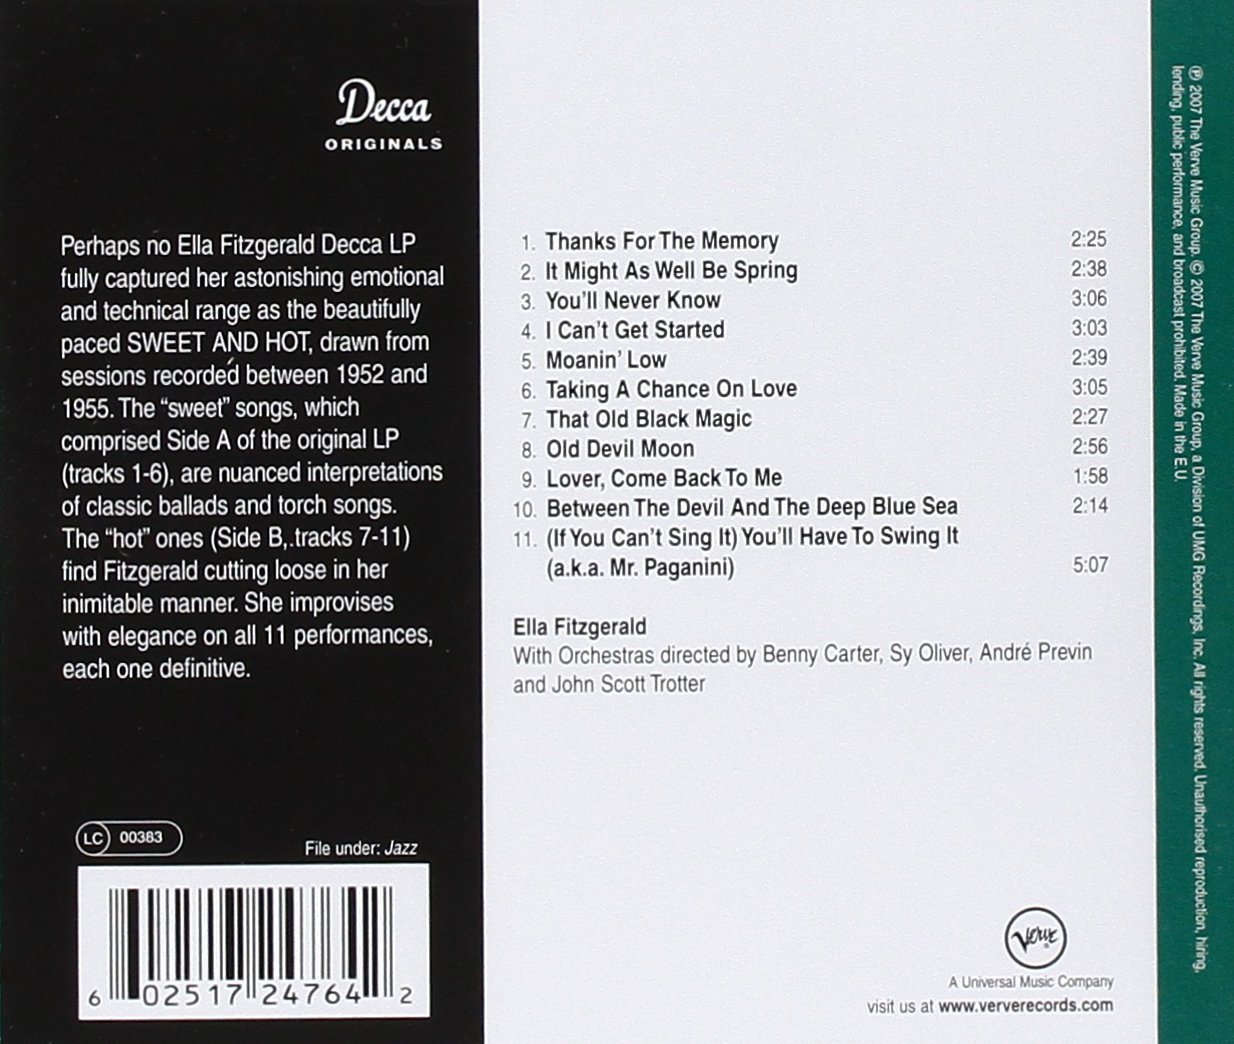 Decca
ORIGINALS
Perhaps no Ella Fitzgerald Decca LP
fully captured her astonishing emotional
and technical range as the beautifully
paced SWEET AND HOT, drawn from
sessions recorded between 1952 and
1955. The “sweet” songs, which
comprised Side A of the original LP
(tracks 1-6), are nuanced interpretations
of classic ballads and torch songs.
The “hot” ones (Side B,.tracks 7-11)
find Fitzgerald cutting loose in her
inimitable manner. She improvises
with elegance on all 11 performances,
each one definitive.
LC 00383
File under: Jazz
6 02517 24764 2
1. Thanks For The Memory 2:25
2. It Might As Well Be Spring 2:38
3. You’ll Never Know 3:06
4. I Can’t Get Started 3:03
5. Moanin’ Low 2:39
6. Taking A Chance On Love 3:05
7. That Old Black Magic 2:27
8. Old Devil Moon 2:56
9. Lover, Come Back To Me 1:58
10. Between The Devil And The Deep Blue Sea 2:14
11. (If You Can’t Sing It) You’ll Have To Swing It
(a.k.a. Mr. Paganini) 5:07
Ella Fitzgerald
With Orchestras directed by Benny Carter, Sy Oliver, André Previn
and John Scott Trotter
Verve
A Universal Music Company
visit us at www.ververecords.com
℗ 2007 The Verve Music Group. © 2007 The Verve Music Group, a Division of UMG Recordings, Inc. All rights reserved. Unauthorised reproduction, hiring,
lending, public performance, and broadcast prohibited. Made in the E.U.